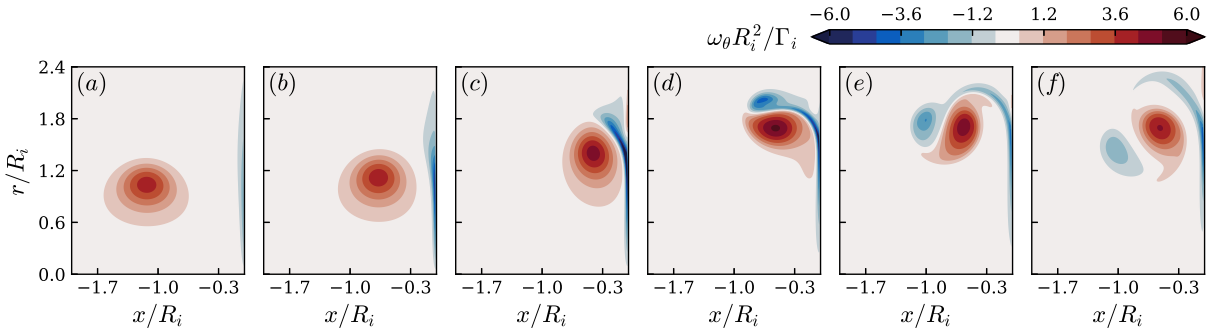 −6.0 −3.6 −1.2 1.2 3.6 6.0
ω_θ R_i^2/Γ_i
(a) (b) (c) (d) (e) (f)
2.4
1.8
1.2
0.6
0.0
r/R_i
−1.7 −1.0 −0.3 −1.7 −1.0 −0.3 −1.7 −1.0 −0.3 −1.7 −1.0 −0.3 −1.7 −1.0 −0.3 −1.7 −1.0 −0.3
x/R_i x/R_i x/R_i x/R_i x/R_i x/R_i